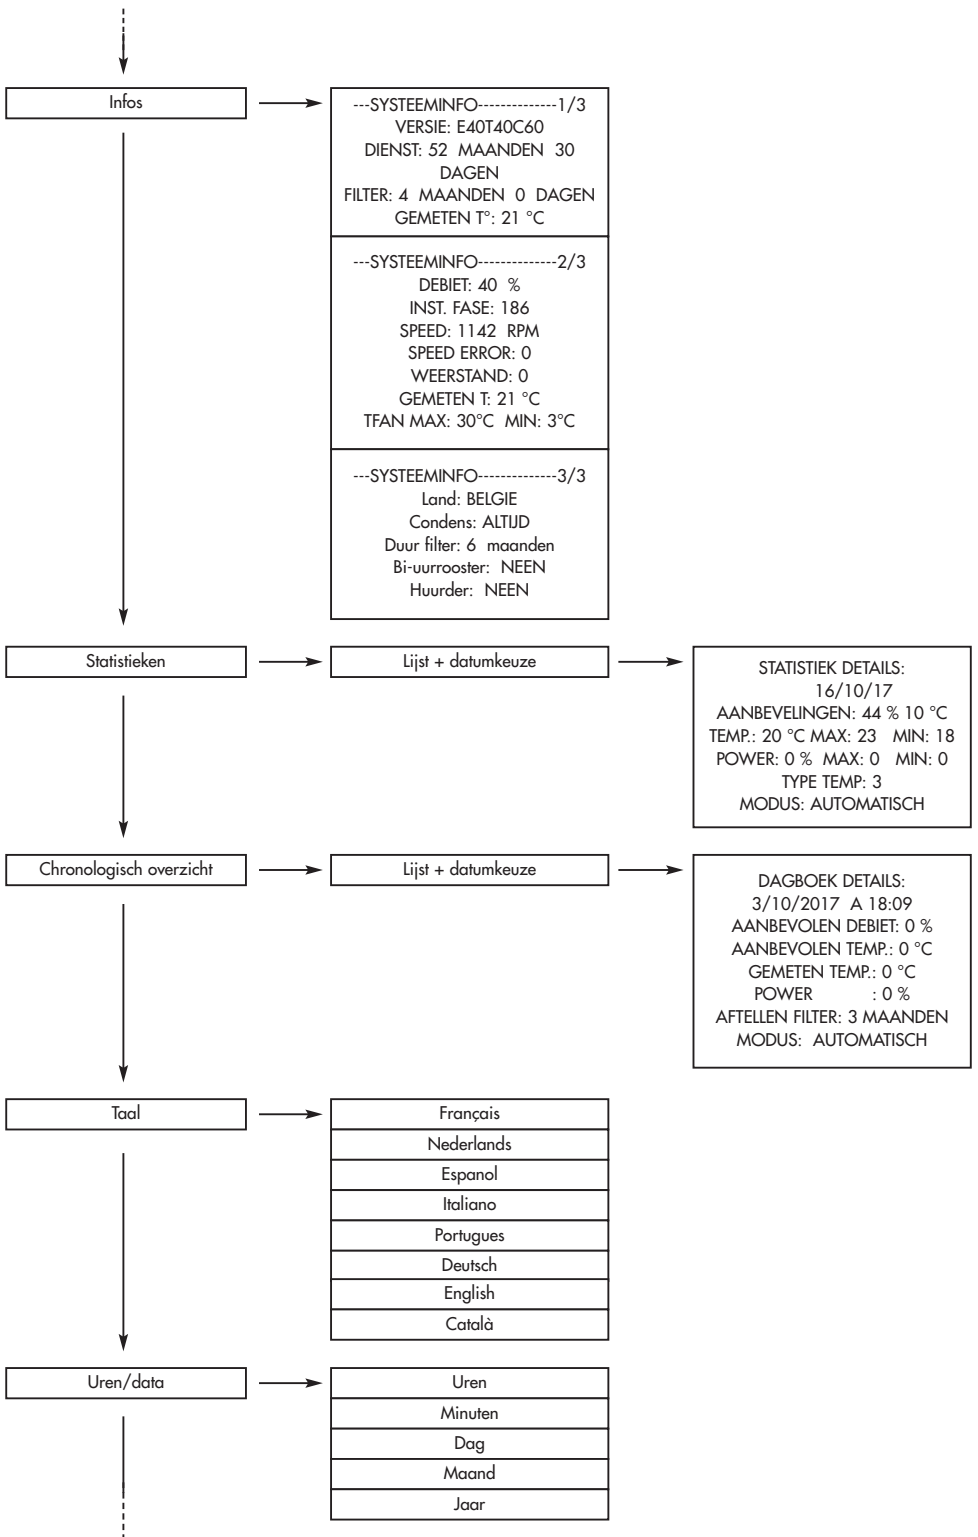 Infos
---SYSTEEMINFO--------------1/3
VERSIE: E40T40C60
DIENST: 52 MAANDEN 30
DAGEN
FILTER: 4 MAANDEN 0 DAGEN
GEMETEN T°: 21 °C
---SYSTEEMINFO--------------2/3
DEBIET: 40 %
INST. FASE: 186
SPEED: 1142 RPM
SPEED ERROR: 0
WEERSTAND: 0
GEMETEN T: 21 °C
TFAN MAX: 30°C MIN: 3°C
---SYSTEEMINFO--------------3/3
Land: BELGIE
Condens: ALTIJD
Duur filter: 6 maanden
Bi-uurrooster: NEEN
Huurder: NEEN
Statistieken
Lijst + datumkeuze
STATISTIEK DETAILS:
16/10/17
AANBEVELINGEN: 44 % 10 °C
TEMP.: 20 °C MAX: 23 MIN: 18
POWER: 0 % MAX: 0 MIN: 0
TYPE TEMP: 3
MODUS: AUTOMATISCH
Chronologisch overzicht
Lijst + datumkeuze
DAGBOEK DETAILS:
3/10/2017 A 18:09
AANBEVOLEN DEBIET: 0 %
AANBEVOLEN TEMP.: 0 °C
GEMETEN TEMP.: 0 °C
POWER : 0 %
AFTELLEN FILTER: 3 MAANDEN
MODUS: AUTOMATISCH
Taal
Français
Nederlands
Espanol
Italiano
Portugues
Deutsch
English
Català
Uren/data
Uren
Minuten
Dag
Maand
Jaar